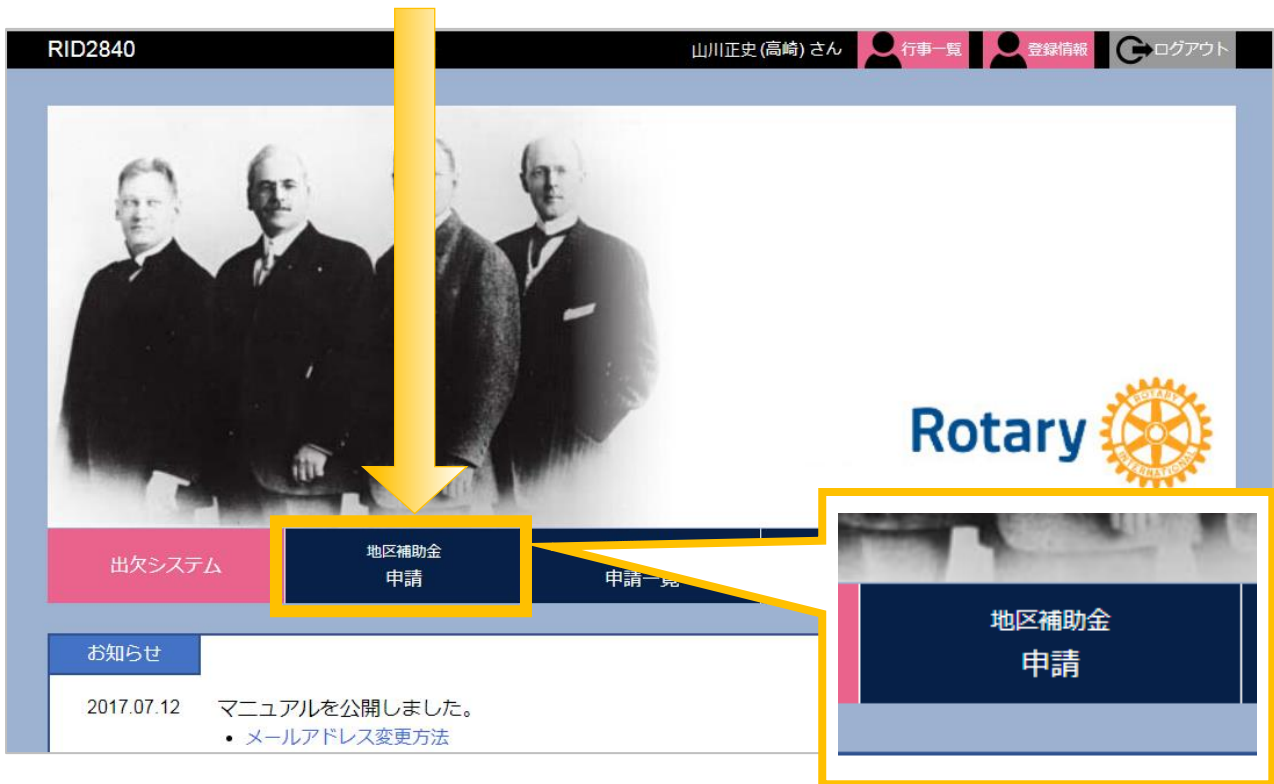 RID2840
山川正史(高崎) さん
行事一覧
登録情報
ログアウト
Rotary
ROTARY
INTERNATIONAL
出欠システム
地区補助金
申請
申請一覧
地区補助金
申請
お知らせ
2017.07.12 マニュアルを公開しました。
• メールアドレス変更方法